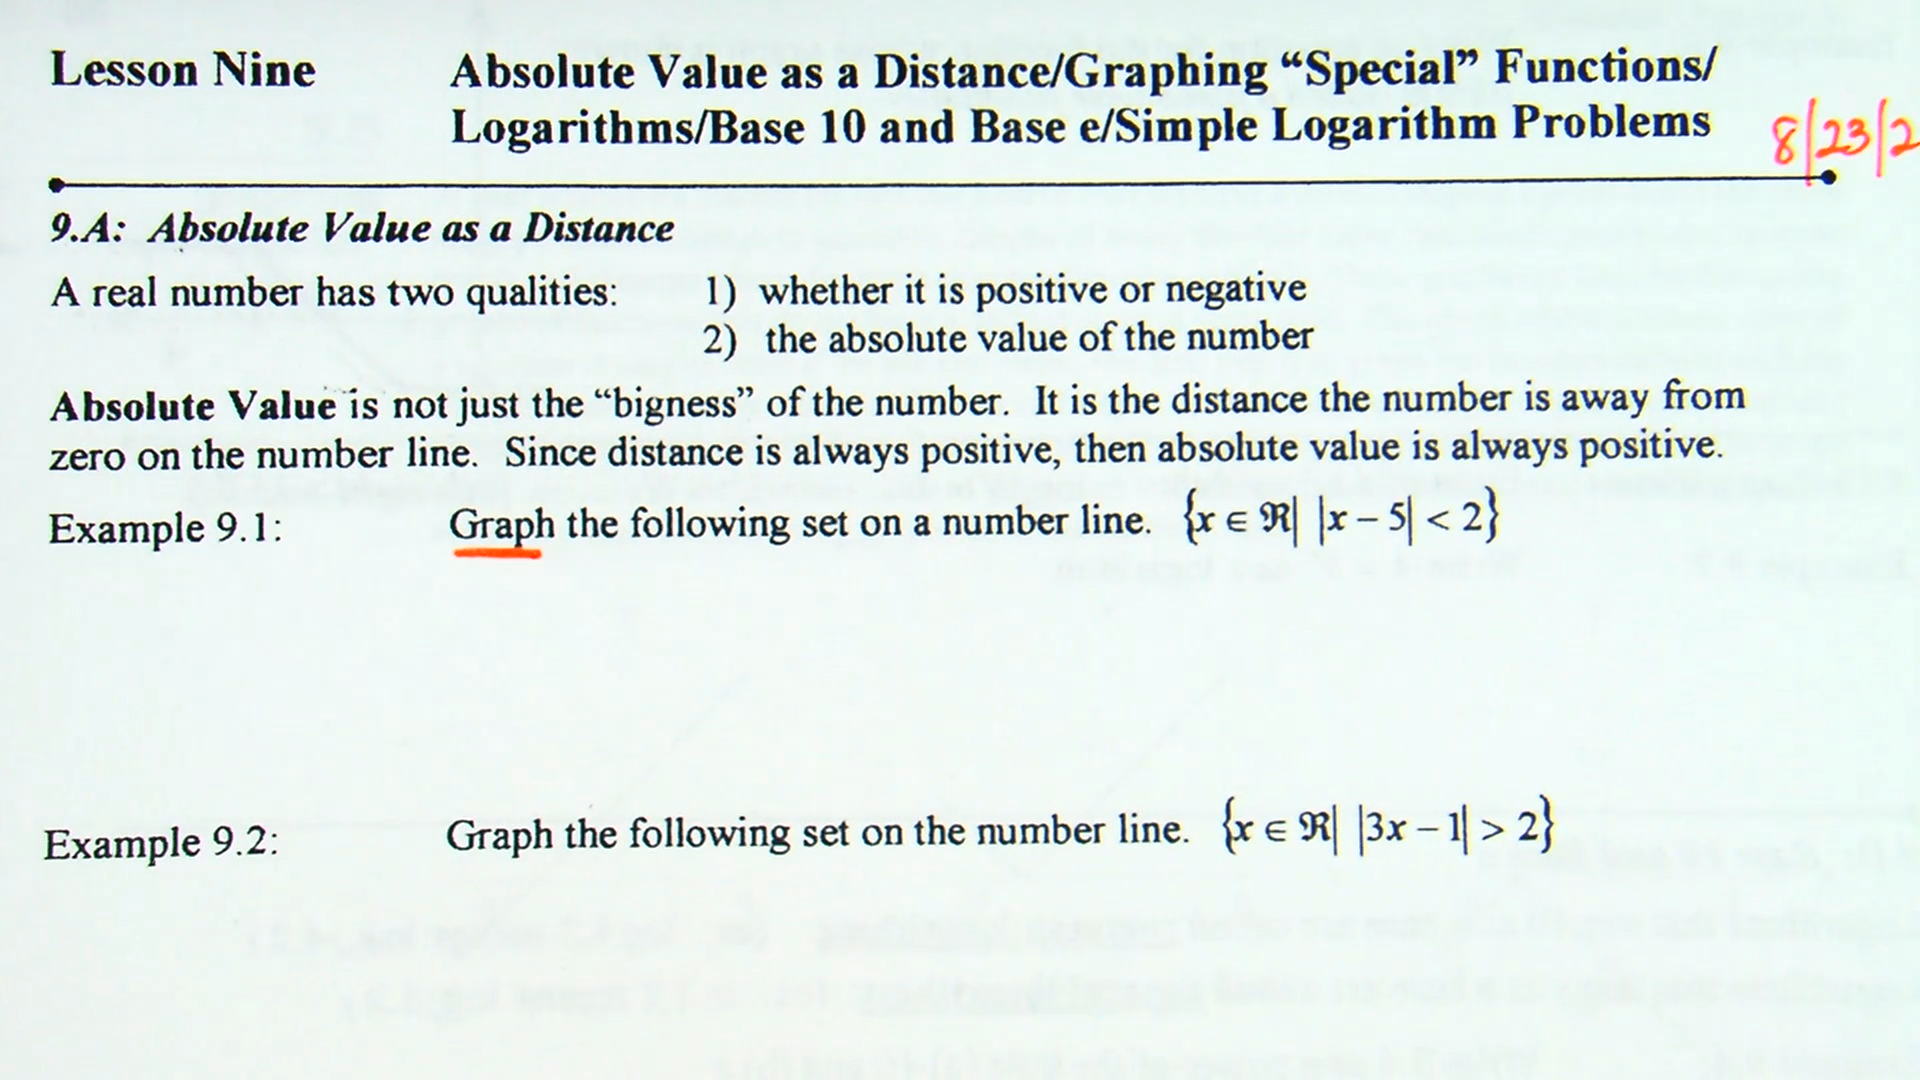 Lesson Nine Absolute Value as a Distance/Graphing “Special” Functions/
Logarithms/Base 10 and Base e/Simple Logarithm Problems
8/23/2
9.A: Absolute Value as a Distance
A real number has two qualities: 1) whether it is positive or negative
2) the absolute value of the number
Absolute Value is not just the “bigness” of the number. It is the distance the number is away from
zero on the number line. Since distance is always positive, then absolute value is always positive.
Example 9.1: Graph the following set on a number line. {x ∈ ℜ| |x − 5| < 2}
Example 9.2: Graph the following set on the number line. {x ∈ ℜ| |3x − 1| > 2}